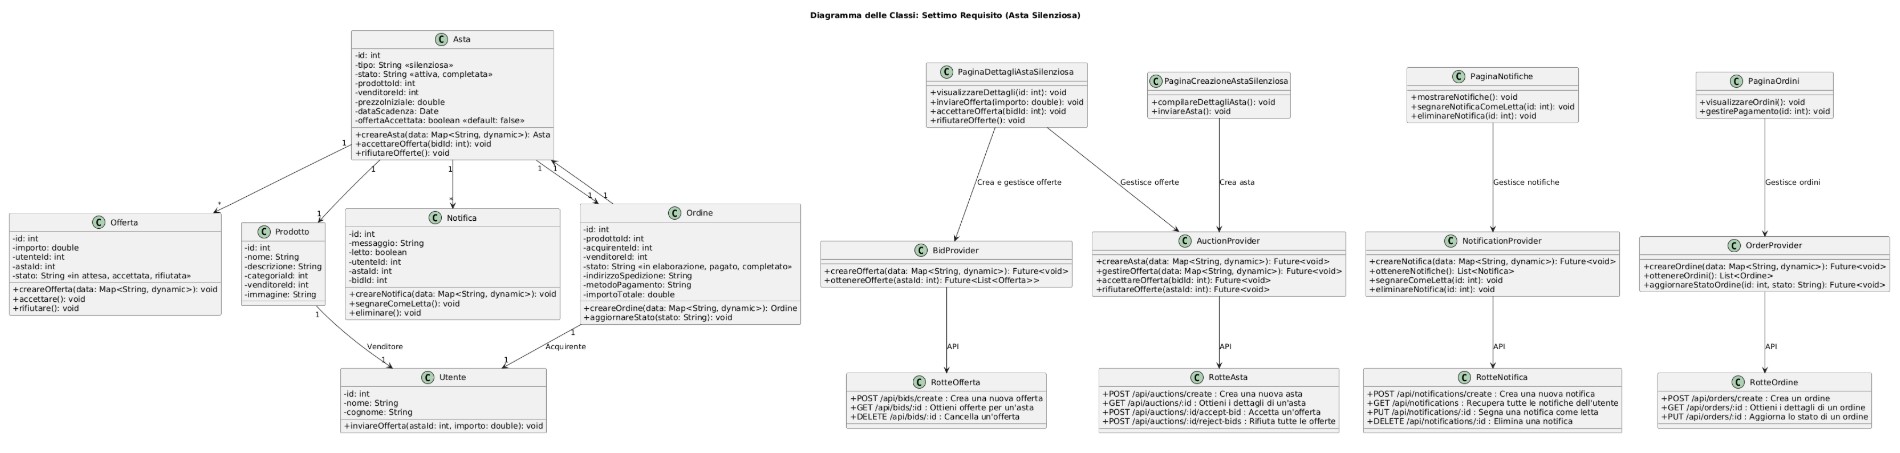 Diagramma delle Classi: Settimo Requisito (Asta Silenziosa)
C Asta
-id: int
-tipo: String «silenziosa»
-stato: String «attiva, completata»
-prodottoId: int
-venditoreId: int
-prezzoIniziale: double
-dataScadenza: Date
-offertaAccettata: boolean «default: false»
+creareAsta(data: Map<String, dynamic>): Asta
+accettareOfferta(bidId: int): void
+rifiutareOfferte(): void
C PaginaDettagliAstaSilenziosa
+visualizzareDettagli(id: int): void
+inviareOfferta(importo: double): void
+accettareOfferta(bidId: int): void
+rifiutareOfferte(): void
C PaginaCreazioneAstaSilenziosa
+compilareDettagliAsta(): void
+inviareAsta(): void
C PaginaNotifiche
+mostrareNotifiche(): void
+segnareNotificaComeLetta(id: int): void
+eliminareNotifica(id: int): void
C PaginaOrdini
+visualizzareOrdini(): void
+gestirePagamento(id: int): void
1
1
1
1
1
*
1
*
1
1
Crea e gestisce offerte
Gestisce offerte
Crea asta
Gestisce notifiche
Gestisce ordini
C Offerta
-id: int
-importo: double
-utenteId: int
-astaId: int
-stato: String «in attesa, accettata, rifiutata»
+creareOfferta(data: Map<String, dynamic>): void
+accettare(): void
+rifiutare(): void
C Prodotto
-id: int
-nome: String
-descrizione: String
-categoriaId: int
-venditoreId: int
-immagine: String
C Notifica
-id: int
-messaggio: String
-letto: boolean
-utenteId: int
-astaId: int
-bidId: int
+creareNotifica(data: Map<String, dynamic>): void
+segnareComeLetta(): void
+eliminare(): void
C Ordine
-id: int
-prodottoId: int
-acquirenteId: int
-venditoreId: int
-stato: String «in elaborazione, pagato, completato»
-indirizzoSpedizione: String
-metodoPagamento: String
-importoTotale: double
+creareOrdine(data: Map<String, dynamic>): Ordine
+aggiornareStato(stato: String): void
C BidProvider
+creareOfferta(data: Map<String, dynamic>): Future<void>
+ottenereOfferte(astaId: int): Future<List<Offerta>>
C AuctionProvider
+creareAsta(data: Map<String, dynamic>): Future<void>
+gestireOfferta(data: Map<String, dynamic>): Future<void>
+accettareOfferta(bidId: int): Future<void>
+rifiutareOfferte(astaId: int): Future<void>
C NotificationProvider
+creareNotifica(data: Map<String, dynamic>): Future<void>
+ottenereNotifiche(): List<Notifica>
+segnareComeLetta(id: int): void
+eliminareNotifica(id: int): void
C OrderProvider
+creareOrdine(data: Map<String, dynamic>): Future<void>
+ottenereOrdini(): List<Ordine>
+aggiornareStatoOrdine(id: int, stato: String): Future<void>
1
Venditore
1
1
Acquirente
1
API
API
API
API
C Utente
-id: int
-nome: String
-cognome: String
+inviareOfferta(astaId: int, importo: double): void
C RotteOfferta
+POST /api/bids/create : Crea una nuova offerta
+GET /api/bids/:id : Ottieni offerte per un'asta
+DELETE /api/bids/:id : Cancella un'offerta
C RotteAsta
+POST /api/auctions/create : Crea una nuova asta
+GET /api/auctions/:id : Ottieni i dettagli di un'asta
+POST /api/auctions/:id/accept-bid : Accetta un'offerta
+POST /api/auctions/:id/reject-bids : Rifiuta tutte le offerte
C RotteNotifica
+POST /api/notifications/create : Crea una nuova notifica
+GET /api/notifications : Recupera tutte le notifiche dell'utente
+PUT /api/notifications/:id : Segna una notifica come letta
+DELETE /api/notifications/:id : Elimina una notifica
C RotteOrdine
+POST /api/orders/create : Crea un ordine
+GET /api/orders/:id : Ottieni i dettagli di un ordine
+PUT /api/orders/:id : Aggiorna lo stato di un ordine